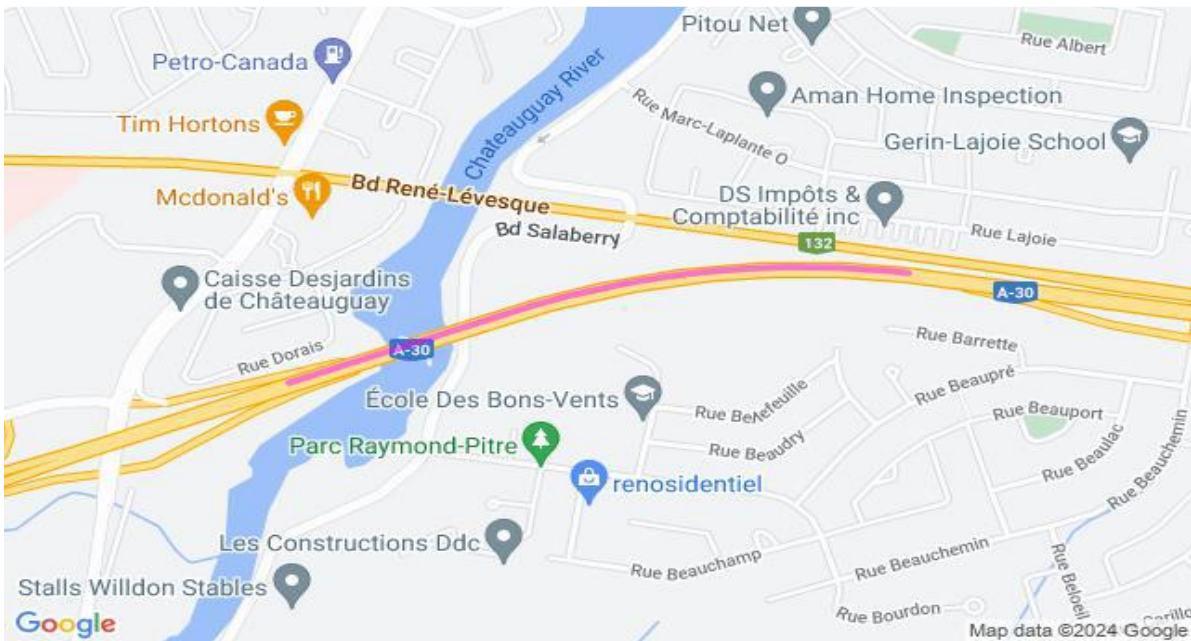 Pitou Net
Rue Albert
Petro-Canada
Chateauguay River
Aman Home Inspection
Tim Hortons
Rue Marc-Laplante O
Gerin-Lajoie School
Bd René-Lévesque
Mcdonald's
DS Impôts &
Comptabilité inc
Bd Salaberry
132
Rue Lajoie
Caisse Desjardins
de Châteauguay
A-30
A-30
Rue Dorais
Rue Barrette
École Des Bons-Vents
Rue Beaupré
Rue Beauport
Parc Raymond-Pitre
Rue Beaudry
Rue Beaulac
Rue Beauchemin
renosidentiel
Les Constructions Ddc
Rue Beauchamp
Rue Beauchemin
Rue Beloeil
Stalls Willdon Stables
Rue Bourdon
Google
Map data ©2024 Google